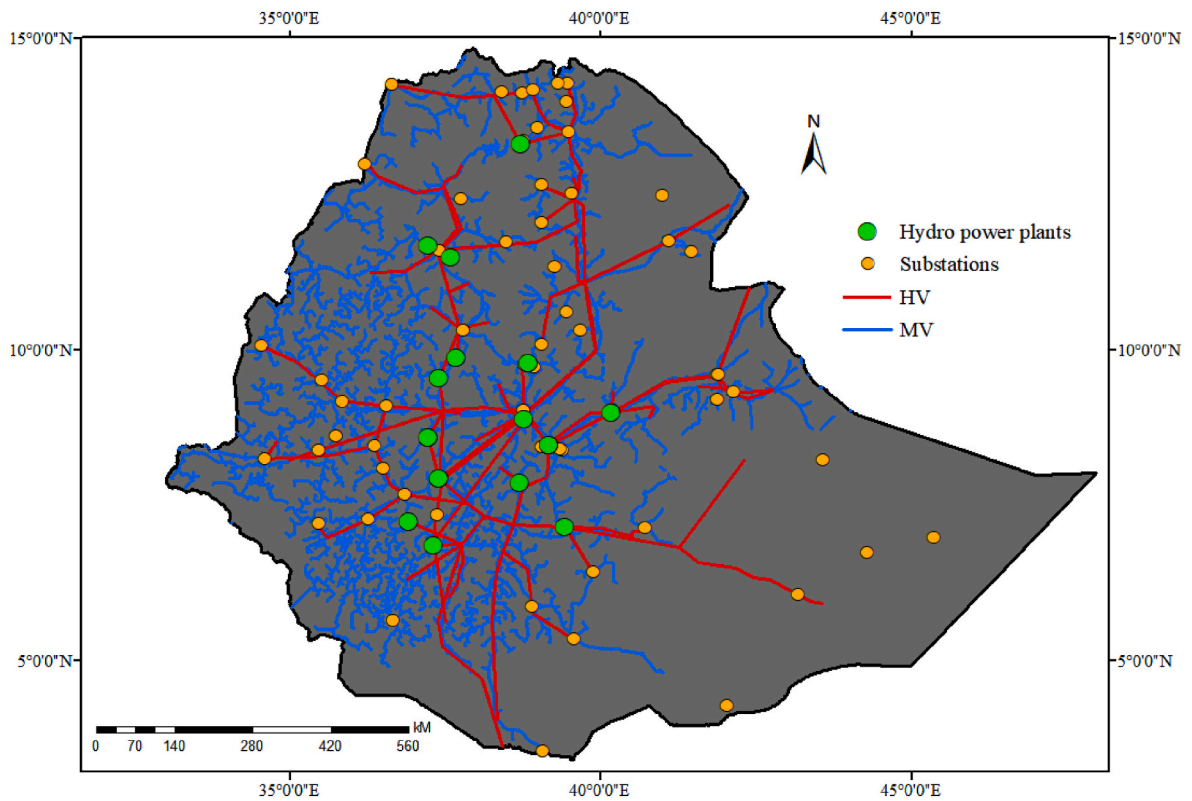 35°0'0"E 40°0'0"E 45°0'0"E
15°0'0"N 15°0'0"N
N
Hydro power plants
Substations
HV
MV
10°0'0"N 10°0'0"N
5°0'0"N 5°0'0"N
kM
0 70 140 280 420 560
35°0'0"E 40°0'0"E 45°0'0"E